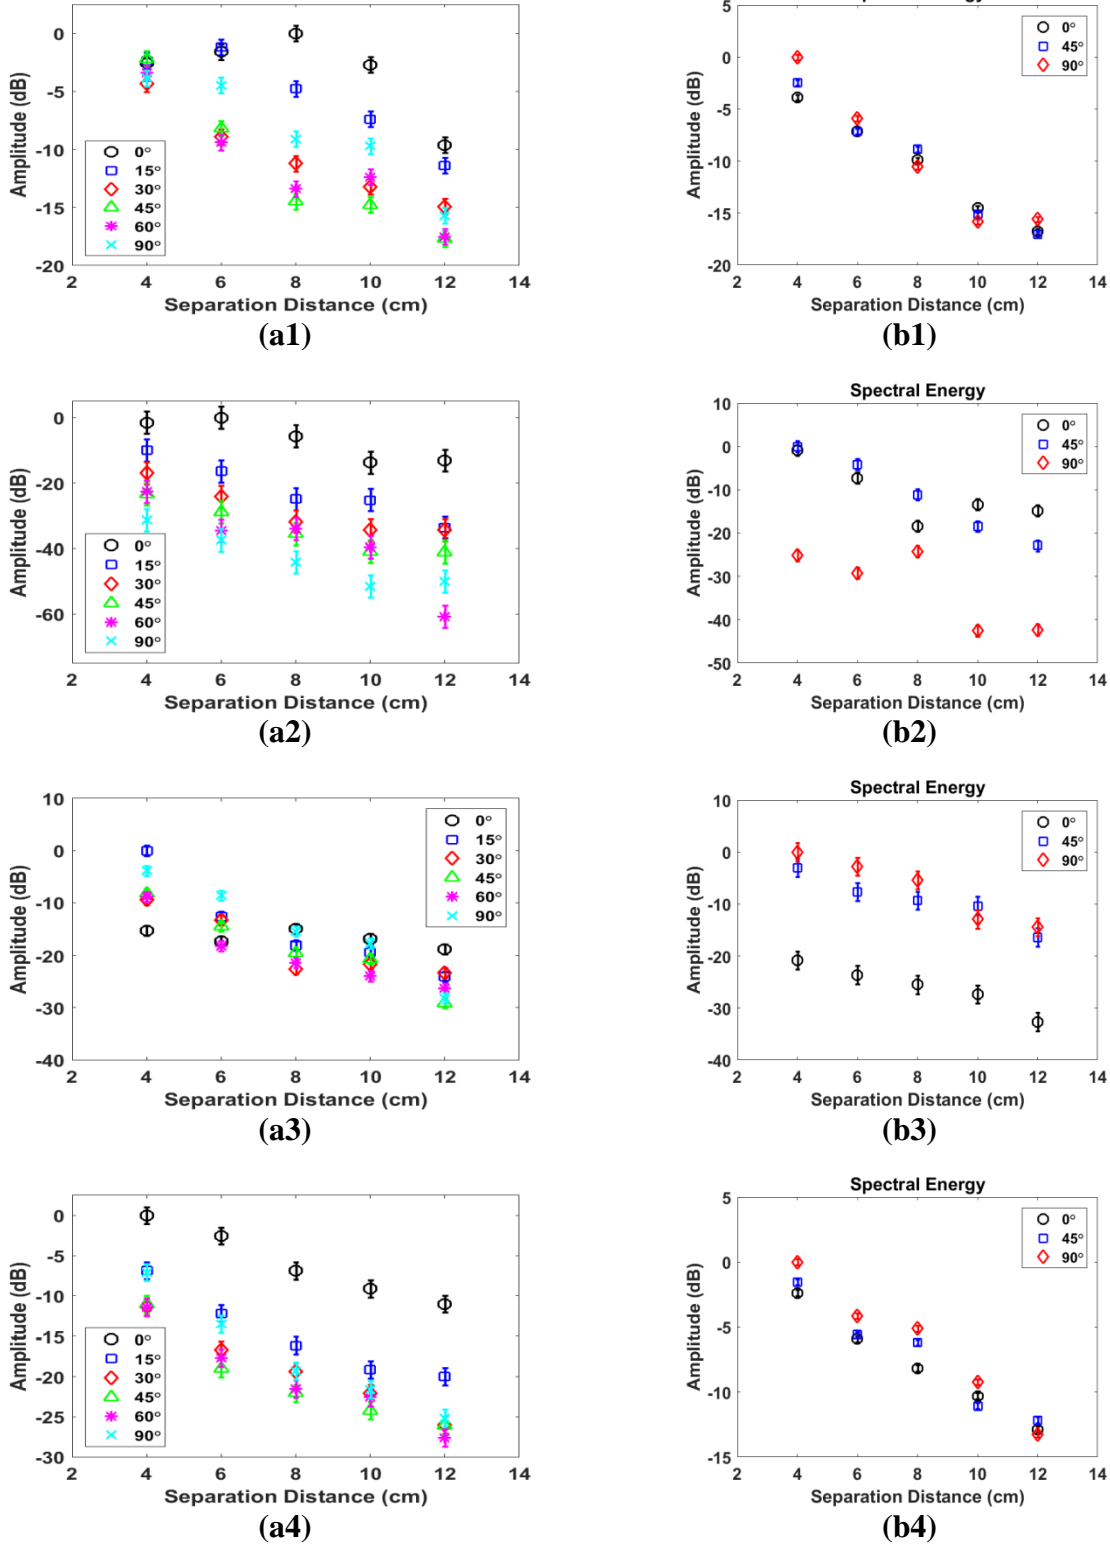 Spectral Energy
0
-5
-10
-15
-20
2 4 6 8 10 12 14
Amplitude (dB)
Separation Distance (cm)
0°
15°
30°
45°
60°
90°
(a1)
5
0
-5
-10
-15
-20
2 4 6 8 10 12 14
Amplitude (dB)
Separation Distance (cm)
0°
45°
90°
(b1)
0
-20
-40
-60
2 4 6 8 10 12 14
Amplitude (dB)
Separation Distance (cm)
0°
15°
30°
45°
60°
90°
(a2)
Spectral Energy
10
0
-10
-20
-30
-40
-50
2 4 6 8 10 12 14
Amplitude (dB)
Separation Distance (cm)
0°
45°
90°
(b2)
10
0
-10
-20
-30
-40
2 4 6 8 10 12 14
Amplitude (dB)
Separation Distance (cm)
0°
15°
30°
45°
60°
90°
(a3)
Spectral Energy
10
0
-10
-20
-30
-40
2 4 6 8 10 12 14
Amplitude (dB)
Separation Distance (cm)
0°
45°
90°
(b3)
0
-5
-10
-15
-20
-25
-30
2 4 6 8 10 12 14
Amplitude (dB)
Separation Distance (cm)
0°
15°
30°
45°
60°
90°
(a4)
Spectral Energy
5
0
-5
-10
-15
2 4 6 8 10 12 14
Amplitude (dB)
Separation Distance (cm)
0°
45°
90°
(b4)